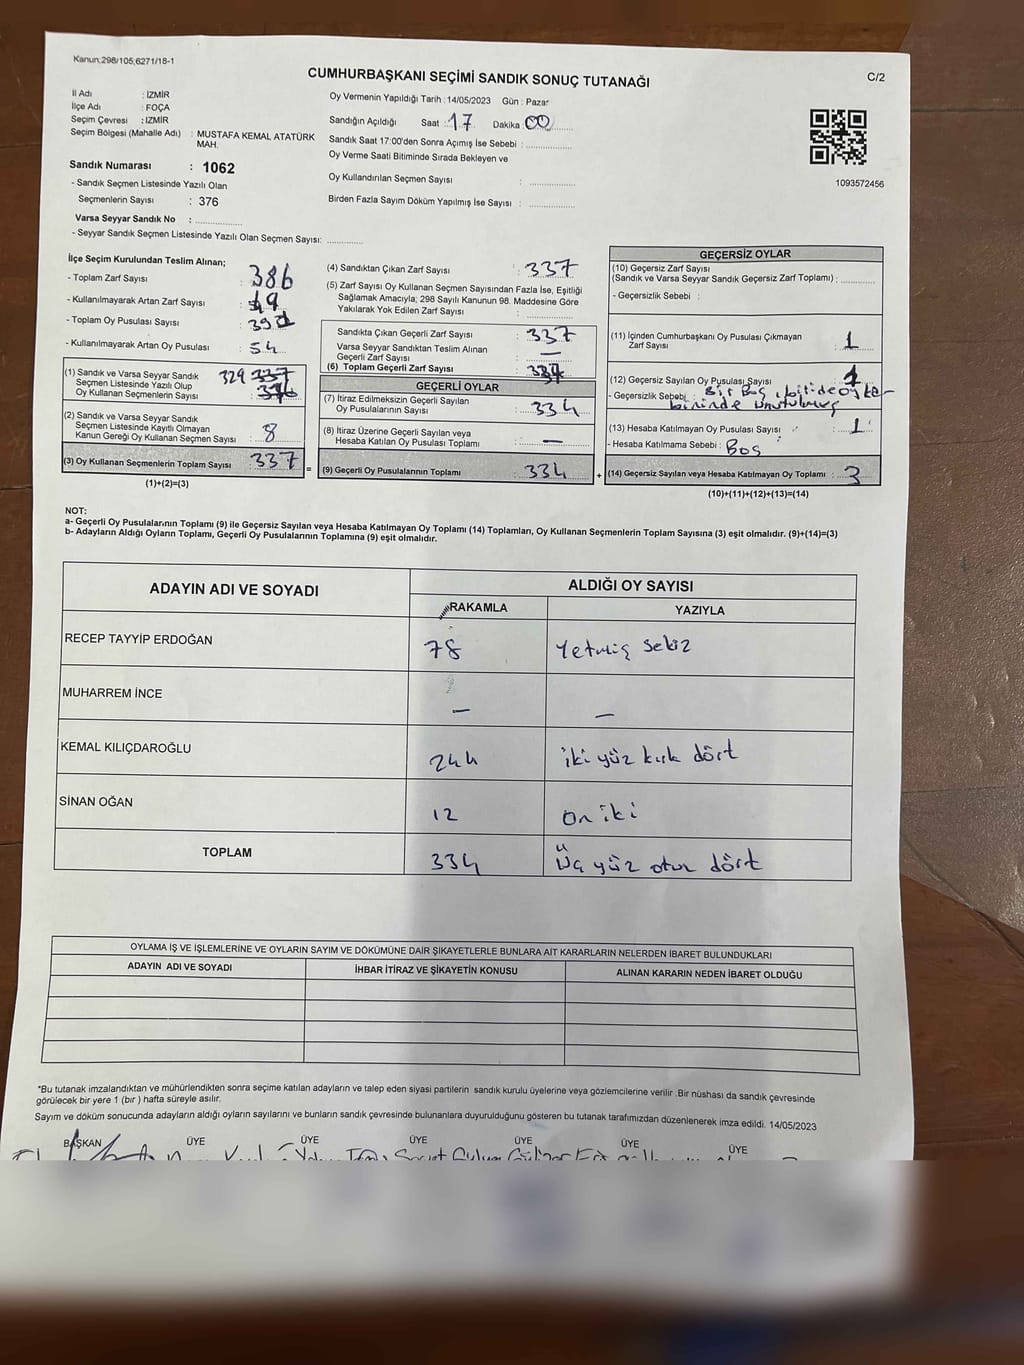 Kanun,298/105,6271/18-1
CUMHURBAŞKANI SEÇİMİ SANDIK SONUÇ TUTANAĞI
C/2
İl Adı : İZMİR
İlçe Adı : FOÇA
Seçim Çevresi : İZMİR
Seçim Bölgesi (Mahalle Adı) : MUSTAFA KEMAL ATATÜRK MAH.
Sandık Numarası : 1062
- Sandık Seçmen Listesinde Yazılı Olan
Seçmenlerin Sayısı : 376
Varsa Seyyar Sandık No : ..............
- Seyyar Sandık Seçmen Listesinde Yazılı Olan Seçmen Sayısı: ............
Oy Vermenin Yapıldığı Tarih : 14/05/2023 Gün : Pazar
Sandığın Açıldığı Saat : 17 Dakika : 00
Sandık Saat 17:00'den Sonra Açımış İse Sebebi : ..............
Oy Verme Saati Bitiminde Sırada Bekleyen ve
Oy Kullandırılan Seçmen Sayısı : ..............
Birden Fazla Sayım Döküm Yapılmış İse Sayısı : ..............
1093572456
İlçe Seçim Kurulundan Teslim Alınan;
- Toplam Zarf Sayısı : 386
- Kullanılmayarak Artan Zarf Sayısı : 49
- Toplam Oy Pusulası Sayısı :
- Kullanılmayarak Artan Oy Pusulası : 54
(1) Sandık ve Varsa Seyyar Sandık
Seçmen Listesinde Yazılı Olup
Oy Kullanan Seçmenlerin Sayısı : 329 337
(2) Sandık ve Varsa Seyyar Sandık
Seçmen Listesinde Kayıtlı Olmayan
Kanun Gereği Oy Kullanan Seçmen Sayısı : 8
(3) Oy Kullanan Seçmenlerin Toplam Sayısı : 337
(1)+(2)=(3)
(4) Sandıktan Çıkan Zarf Sayısı : 337
(5) Zarf Sayısı Oy Kullanan Seçmen Sayısından Fazla İse, Eşitliği
Sağlamak Amacıyla; 298 Sayılı Kanunun 98. Maddesine Göre
Yakılarak Yok Edilen Zarf Sayısı : ..............
Sandıkta Çıkan Geçerli Zarf Sayısı : 337
Varsa Seyyar Sandıktan Teslim Alınan
Geçerli Zarf Sayısı : —
(6) Toplam Geçerli Zarf Sayısı : 337
GEÇERLİ OYLAR
(7) İtiraz Edilmeksizin Geçerli Sayılan
Oy Pusulalarının Sayısı : 334
(8) İtiraz Üzerine Geçerli Sayılan veya
Hesaba Katılan Oy Pusulası Toplamı : —
= (9) Geçerli Oy Pusulalarının Toplamı : 334 +
GEÇERSİZ OYLAR
(10) Geçersiz Zarf Sayısı
(Sandık ve Varsa Seyyar Sandık Geçersiz Zarf Toplamı) : ............
- Geçersizlik Sebebi :
(11) İçinden Cumhurbaşkanı Oy Pusulası Çıkmayan
Zarf Sayısı : 1
(12) Geçersiz Sayılan Oy Pusulası Sayısı : 1
- Geçersizlik Sebebi : Bir Boş,
birinde unutulmuş
(13) Hesaba Katılmayan Oy Pusulası Sayısı : 1
- Hesaba Katılmama Sebebi : Boş
(14) Geçersiz Sayılan veya Hesaba Katılmayan Oy Toplamı : 3
(10)+(11)+(12)+(13)=(14)
NOT:
a- Geçerli Oy Pusulalarının Toplamı (9) ile Geçersiz Sayılan veya Hesaba Katılmayan Oy Toplamı (14) Toplamları, Oy Kullanan Seçmenlerin Toplam Sayısına (3) eşit olmalıdır. (9)+(14)=(3)
b- Adayların Aldığı Oyların Toplamı, Geçerli Oy Pusulalarının Toplamına (9) eşit olmalıdır.
ADAYIN ADI VE SOYADI
ALDIĞI OY SAYISI
RAKAMLA YAZIYLA
RECEP TAYYİP ERDOĞAN 78 Yetmiş sekiz
MUHARREM İNCE — —
KEMAL KILIÇDAROĞLU 244 iki yüz kırk dört
SİNAN OĞAN 12 on iki
TOPLAM 334 Üç yüz otuz dört
OYLAMA İŞ VE İŞLEMLERİNE VE OYLARIN SAYIM VE DÖKÜMÜNE DAİR ŞİKAYETLERLE BUNLARA AİT KARARLARIN NELERDEN İBARET BULUNDUKLARI
ADAYIN ADI VE SOYADI İHBAR İTİRAZ VE ŞİKAYETİN KONUSU ALINAN KARARIN NEDEN İBARET OLDUĞU
*Bu tutanak imzalandıktan ve mühürlendikten sonra seçime katılan adayların ve talep eden siyasi partilerin sandık kurulu üyelerine veya gözlemcilerine verilir .Bir nüshası da sandık çevresinde
görülecek bir yere 1 (bir ) hafta süreyle asılır.
Sayım ve döküm sonucunda adayların aldığı oyların sayılarını ve bunların sandık çevresinde bulunanlara duyurulduğunu gösteren bu tutanak tarafımızdan düzenlenerek imza edildi. 14/05/2023
BAŞKAN ÜYE ÜYE ÜYE ÜYE ÜYE ÜYE